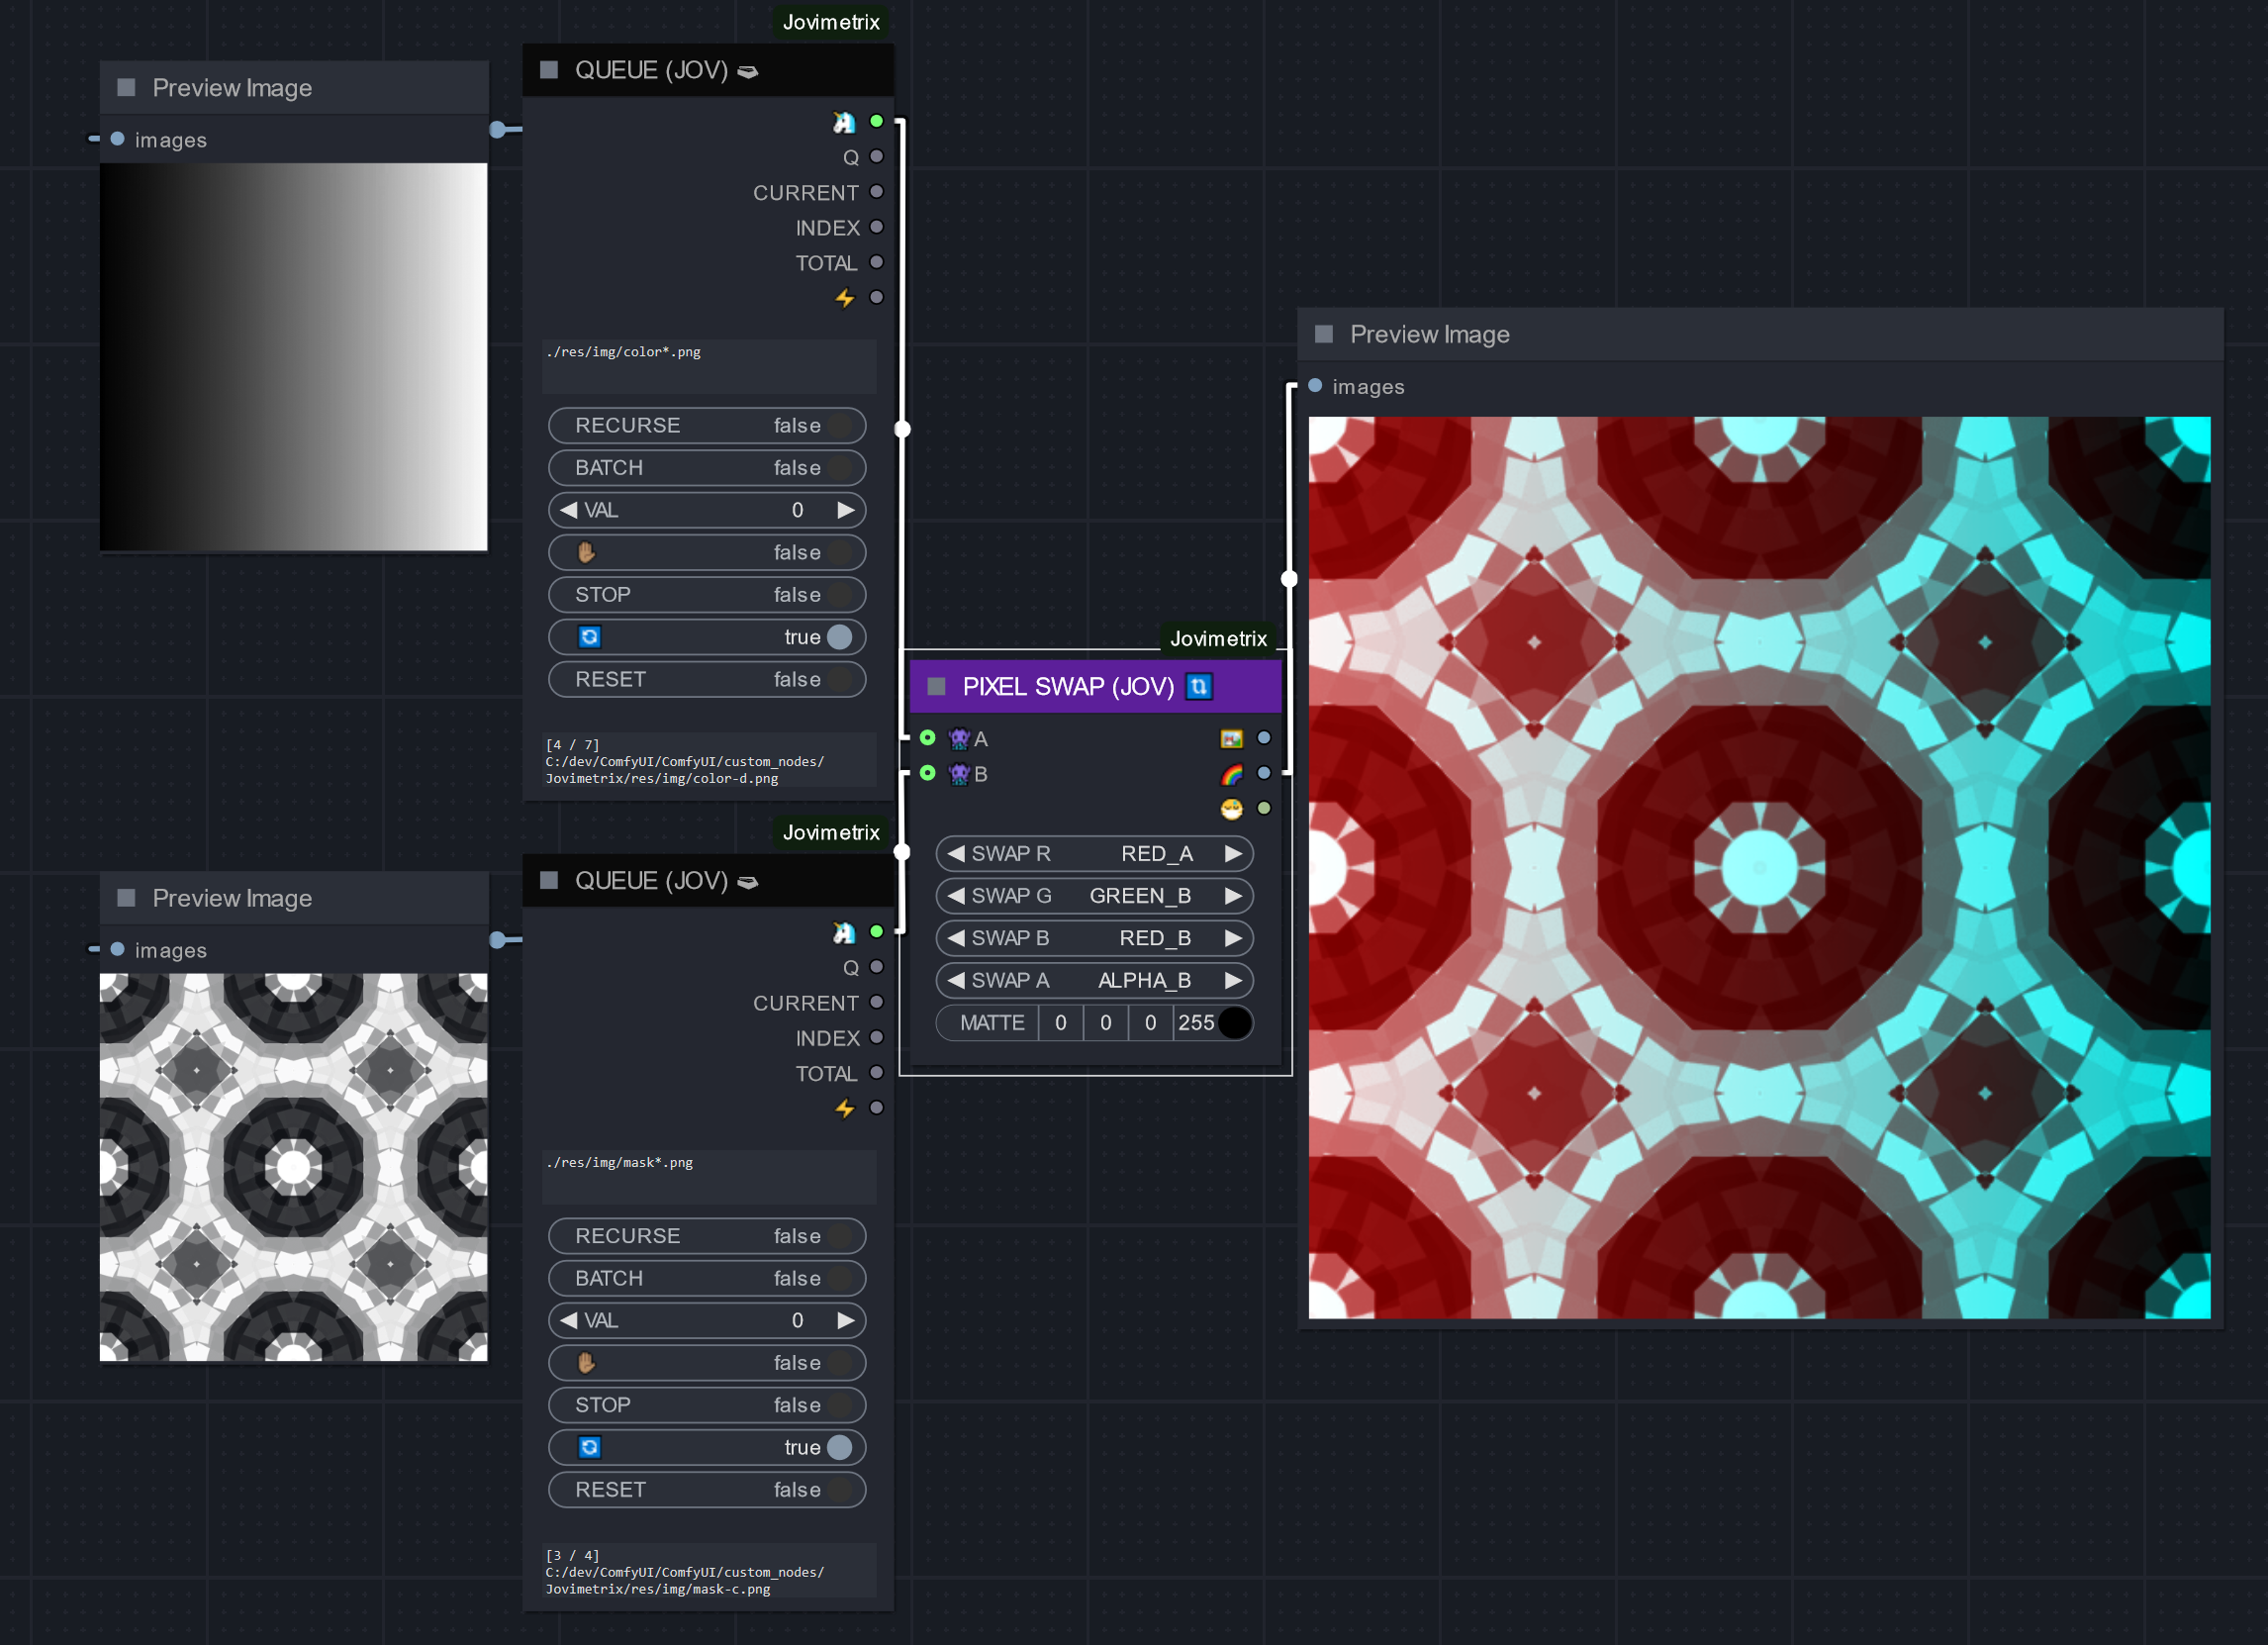 Jovimetrix
Preview Image
images
QUEUE (JOV)
Q
CURRENT
INDEX
TOTAL
./res/img/color*.png
RECURSE false
BATCH false
VAL 0
false
STOP false
true
RESET false
[4 / 7]
C:/dev/ComfyUI/ComfyUI/custom_nodes/
Jovimetrix/res/img/color-d.png
Jovimetrix
Preview Image
images
QUEUE (JOV)
Q
CURRENT
INDEX
TOTAL
./res/img/mask*.png
RECURSE false
BATCH false
VAL 0
false
STOP false
true
RESET false
[3 / 4]
C:/dev/ComfyUI/ComfyUI/custom_nodes/
Jovimetrix/res/img/mask-c.png
Jovimetrix
PIXEL SWAP (JOV)
A
B
SWAP R RED_A
SWAP G GREEN_B
SWAP B RED_B
SWAP A ALPHA_B
MATTE 0 0 0 255
Preview Image
images